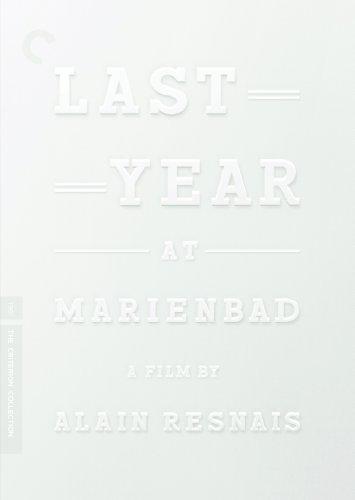 LAST
YEAR
AT
MARIENBAD
A FILM BY
ALAIN RESNAIS
THE CRITERION COLLECTION